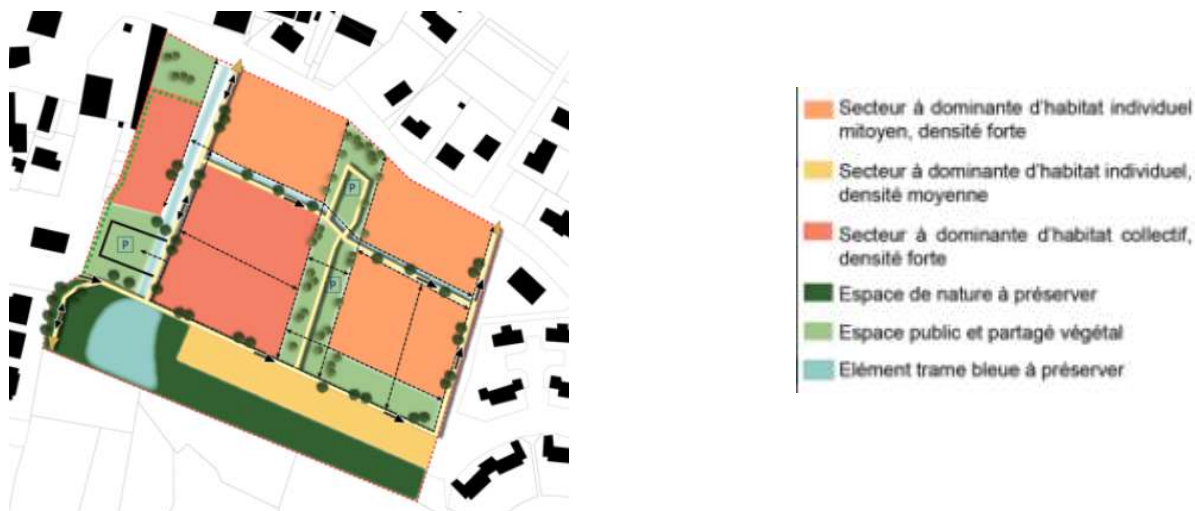 P
P
P
Secteur à dominante d'habitat individuel
mitoyen, densité forte
Secteur à dominante d'habitat individuel,
densité moyenne
Secteur à dominante d'habitat collectif,
densité forte
Espace de nature à préserver
Espace public et partagé végétal
Elément trame bleue à préserver